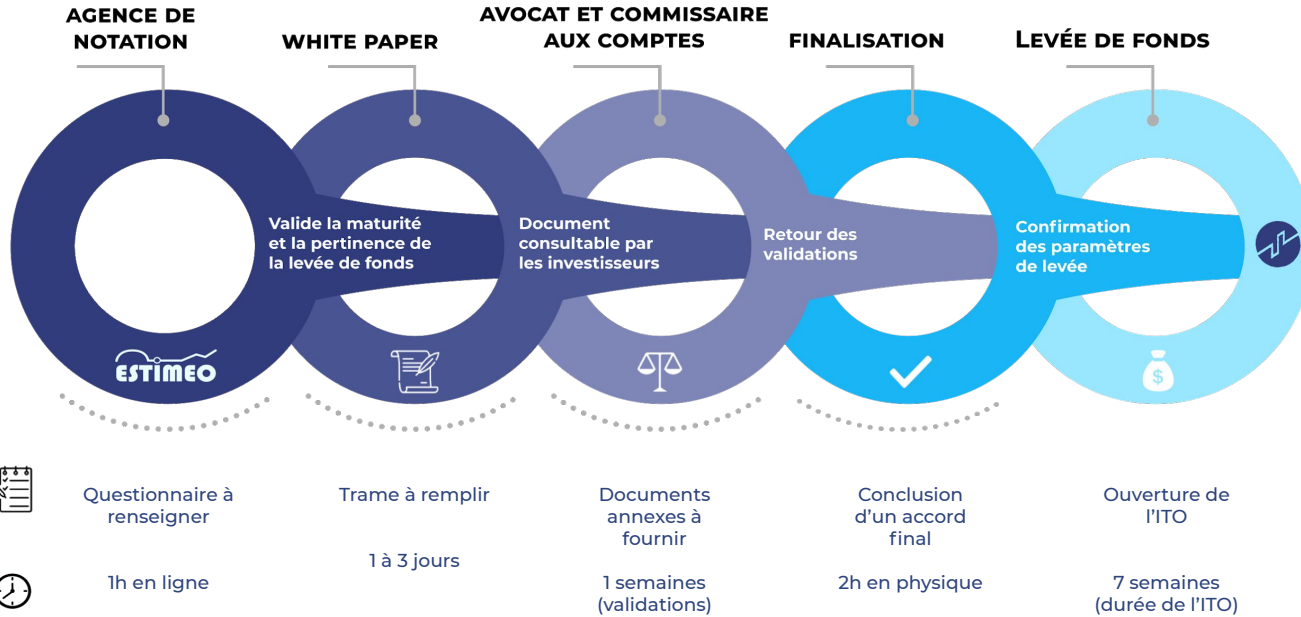 AGENCE DE
NOTATION
WHITE PAPER
AVOCAT ET COMMISSAIRE
AUX COMPTES
FINALISATION
LEVÉE DE FONDS
Valide la maturité
et la pertinence de
la levée de fonds
Document
consultable par
les investisseurs
Retour des
validations
Confirmation
des paramètres
de levée
ESTIMEO
$
Questionnaire à
renseigner
Trame à remplir
Documents
annexes à
fournir
Conclusion
d'un accord
final
Ouverture de
l'ITO
1h en ligne
1 à 3 jours
1 semaines
(validations)
2h en physique
7 semaines
(durée de l'ITO)